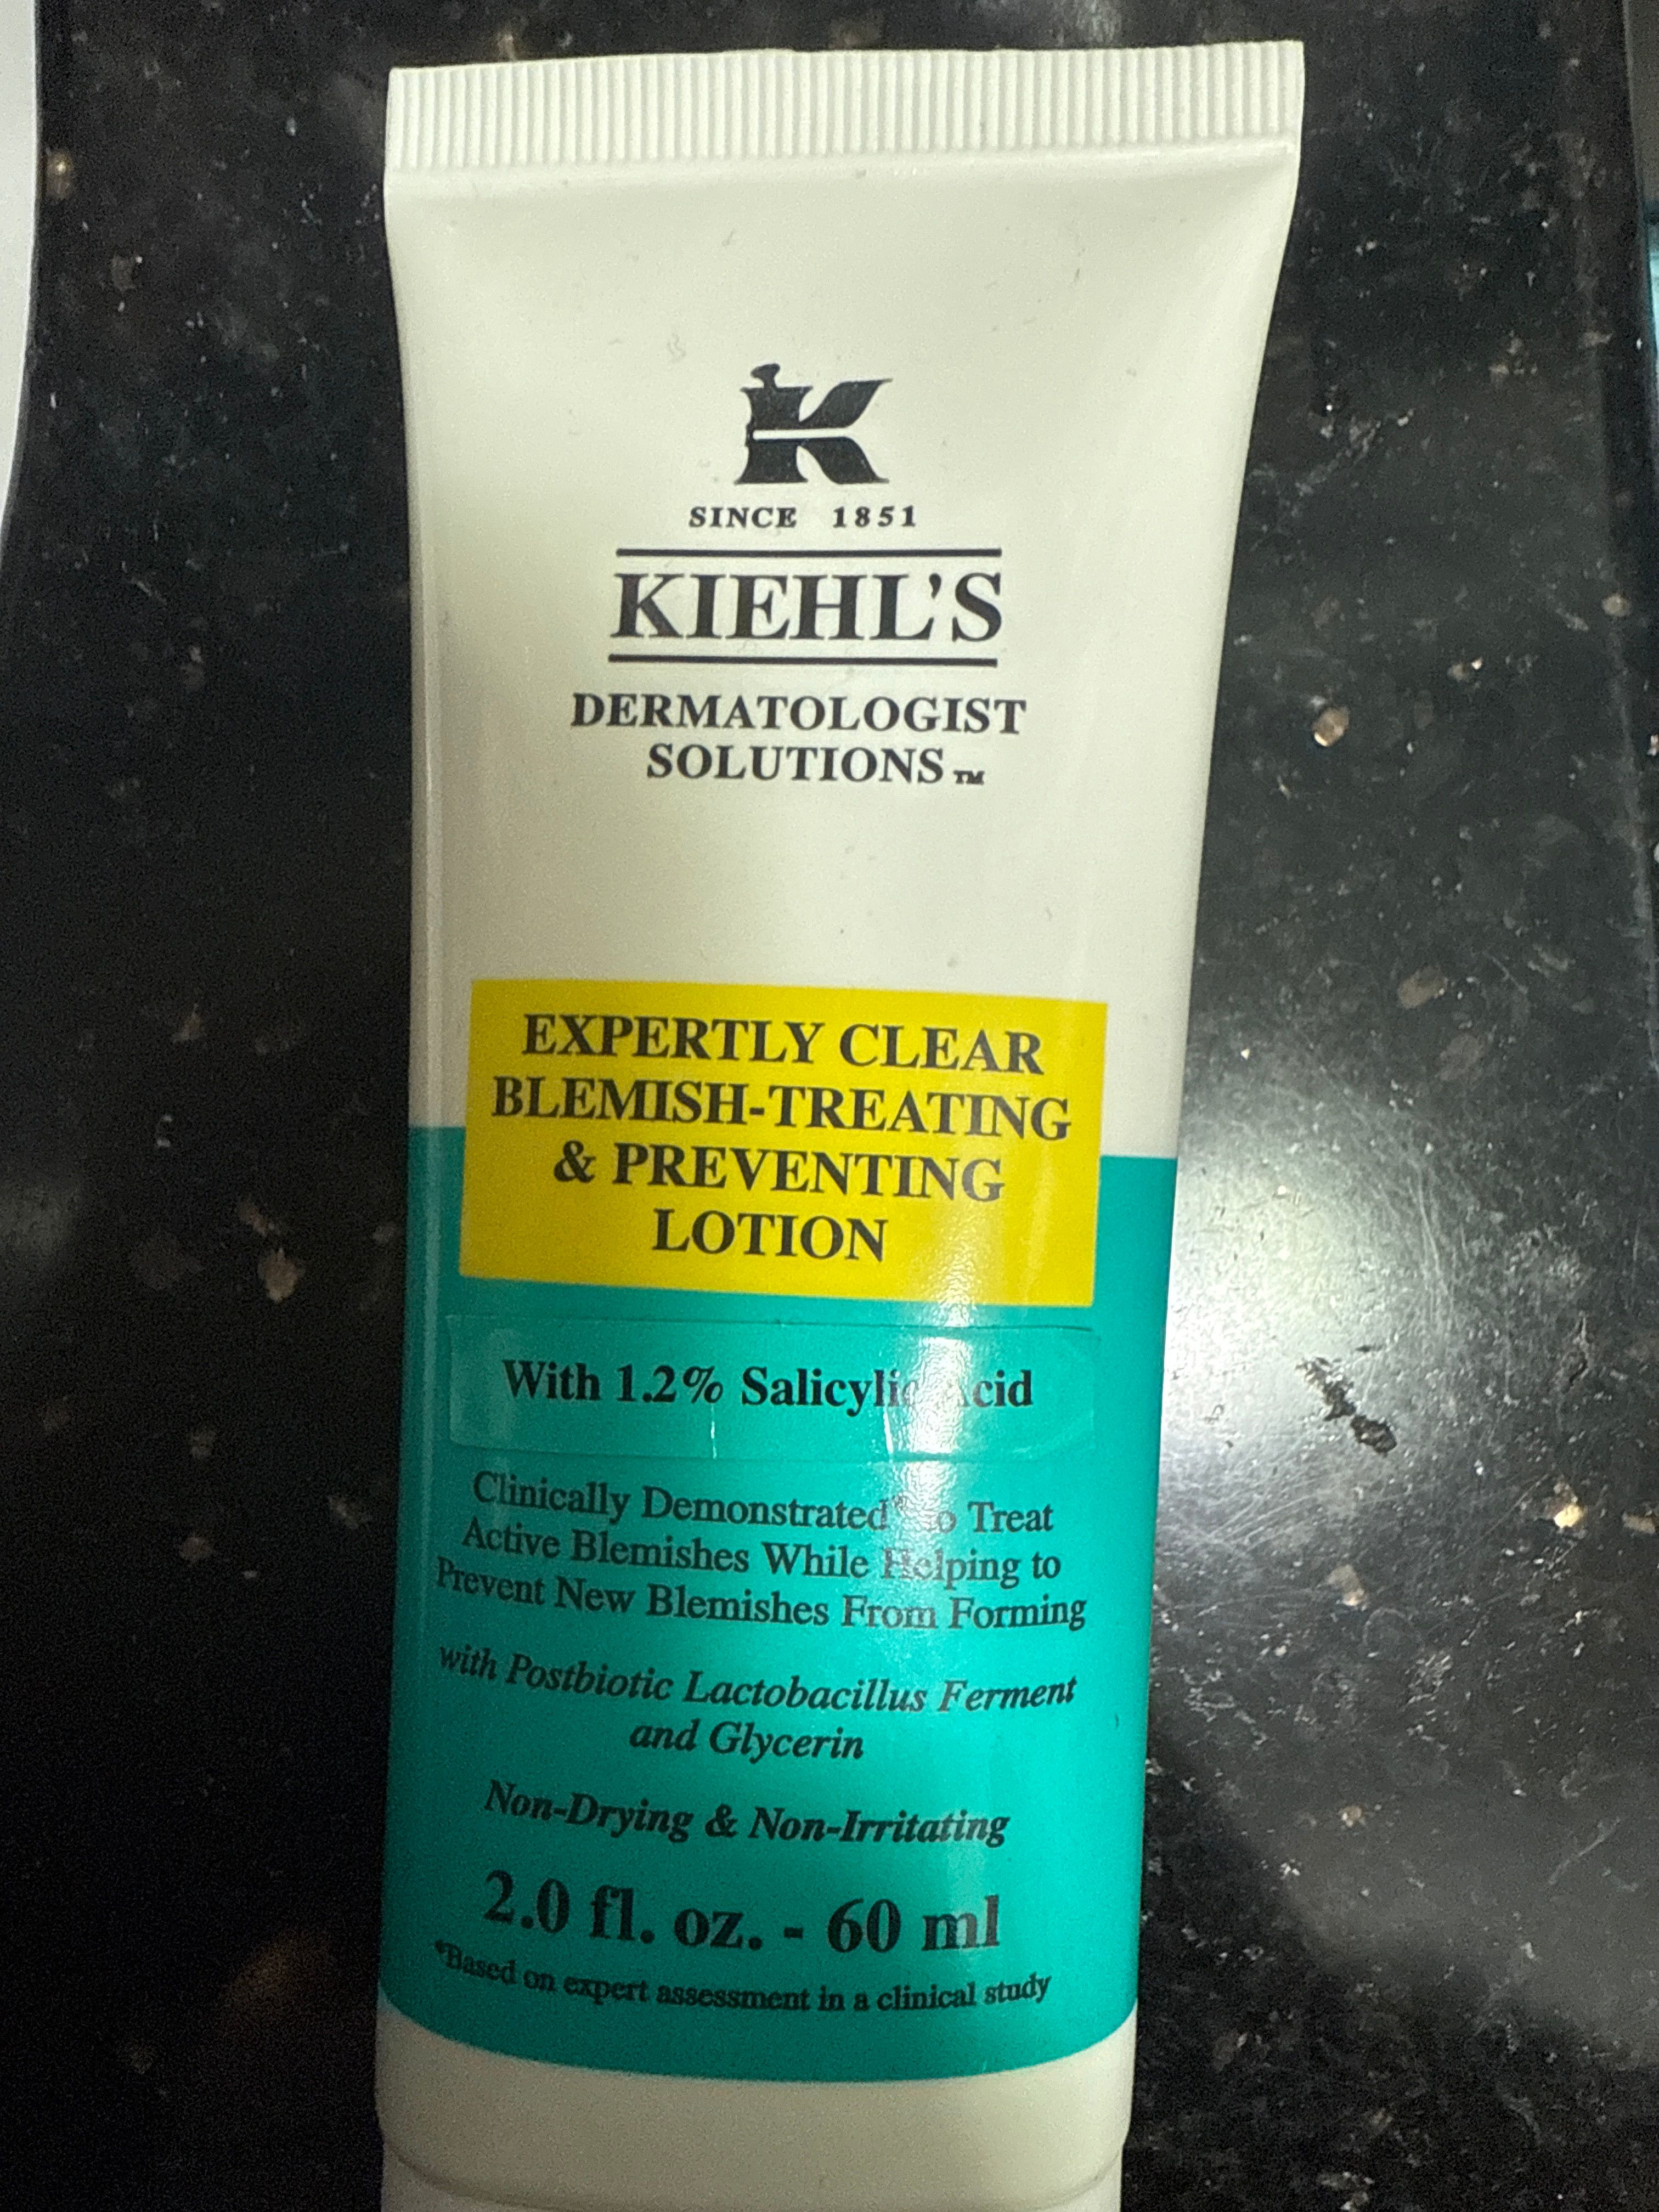 K
SINCE 1851
KIEHL'S
DERMATOLOGIST
SOLUTIONS™
EXPERTLY CLEAR
BLEMISH-TREATING
& PREVENTING
LOTION
With 1.2% Salicylic Acid
Clinically Demonstrated* to Treat
Active Blemishes While Helping to
Prevent New Blemishes From Forming
with Postbiotic Lactobacillus Ferment
and Glycerin
Non-Drying & Non-Irritating
2.0 fl. oz. - 60 ml
*Based on expert assessment in a clinical study